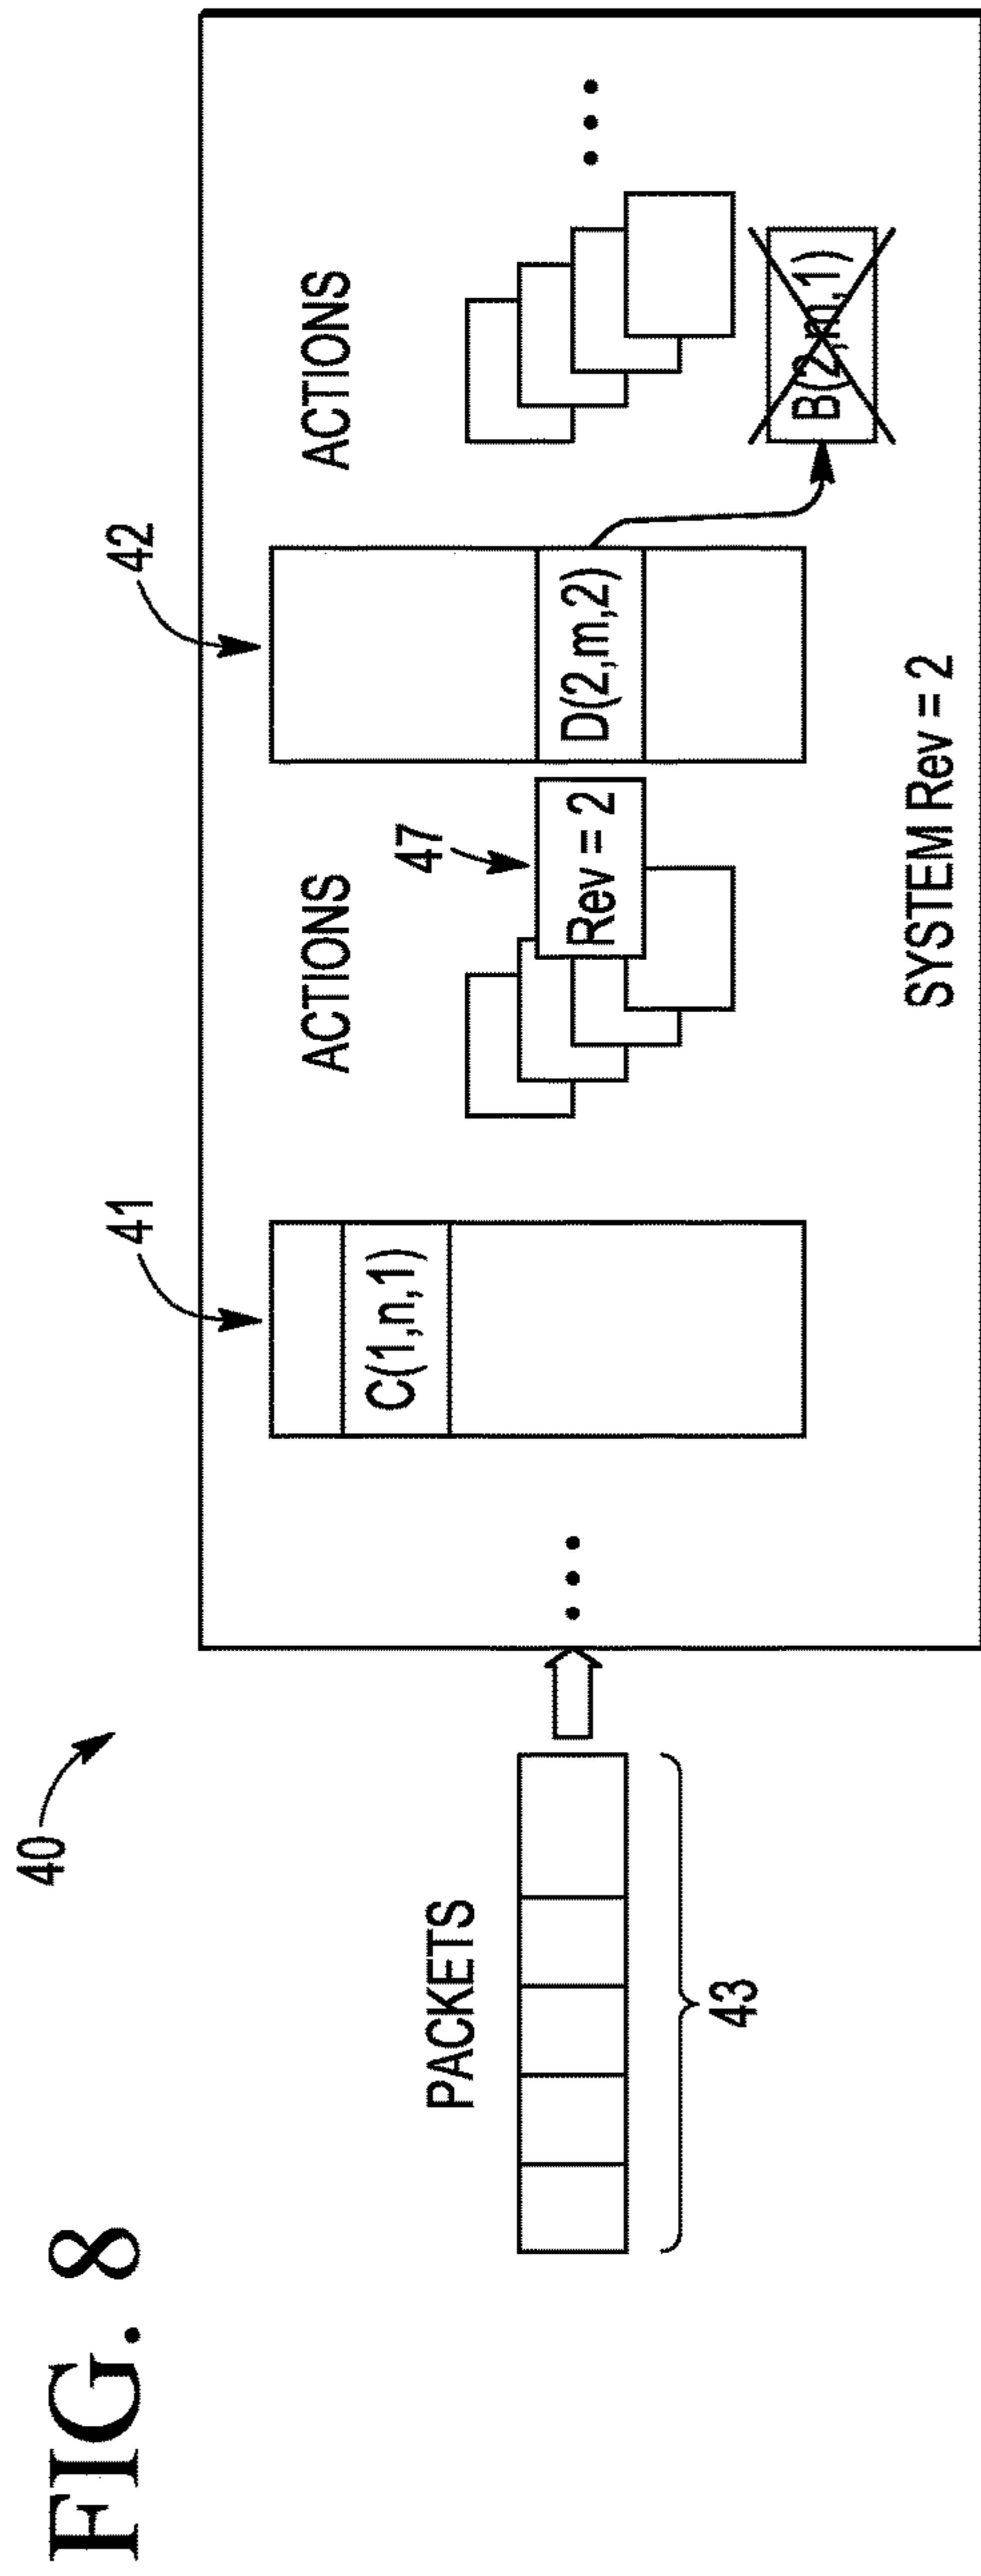 FIG. 8
40
PACKETS
43
41
C(1,n,1)
ACTIONS
47
Rev = 2
42
D(2,m,2)
ACTIONS
B(2,m,1)
SYSTEM Rev = 2